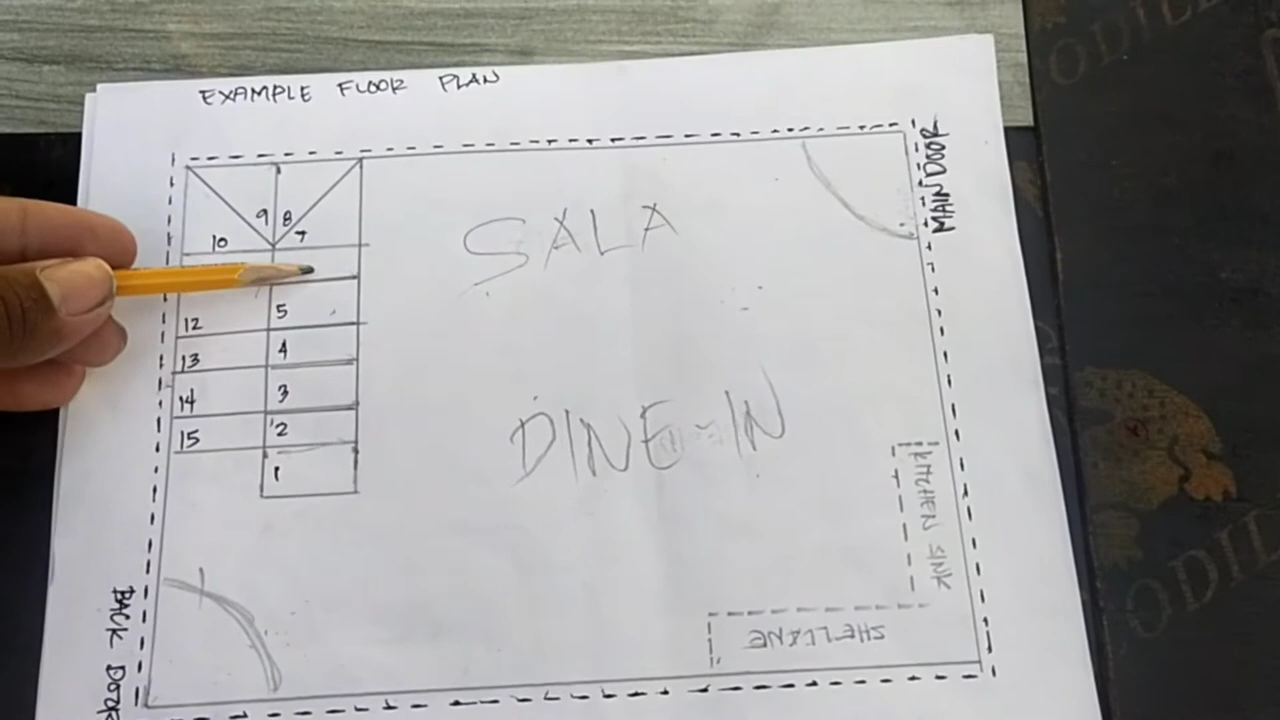 EXAMPLE FLOOR PLAN
MAIN DOOR
9 8
10 7
SALA
12 5
13 4
14 3
15 2
1
DINE-IN
KITCHEN SINK
BACK DOOR